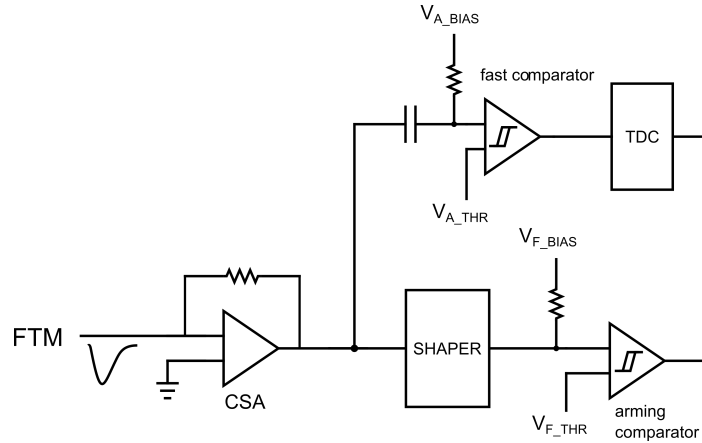 V_A_BIAS
fast comparator
TDC
V_A_THR
V_F_BIAS
FTM
SHAPER
CSA
V_F_THR
arming
comparator